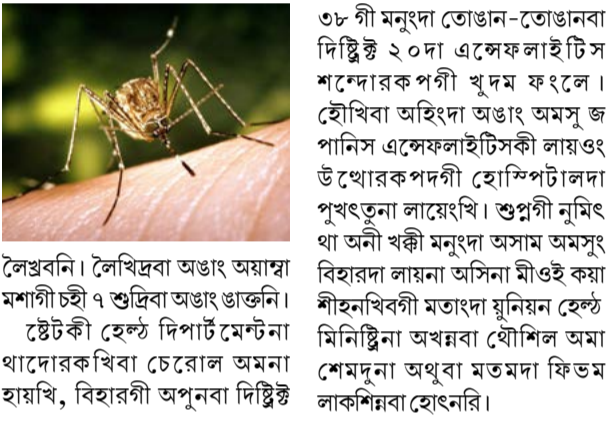 লৈখ্রবনি। লৈখিদ্রবা অঙাং অয়াম্বা
মশাগী চহী ৭ শুদ্রিবা অঙাং ঙাক্তনি।
ষ্টেটকী হেল্ঠ দিপার্টমেন্টনা
থাদোরকখিবা চেরোল অমনা
হায়খি, বিহারগী অপুনবা দিষ্ট্রিক্ট
৩৮ গী মনুংদা তোঙান-তোঙানবা
দিষ্ট্রিক্ট ২০দা এন্সেফলাইটিস
শন্দোরকপগী খুদম ফংলে।
হৌখিবা অহিংদা অঙাং অমসু জ
পানিস এন্সেফলাইটিসকী লায়ওং
উত্থোরকপদগী হোস্পিটালদা
পুখৎতুনা লায়েংখি। শুপ্নগী নুমিৎ
থা অনী খক্কী মনুংদা অসাম অমসুং
বিহারদা লায়না অসিনা মীওই কয়া
শীহনখিবগী মতাংদা য়ুনিয়ন হেল্ঠ
মিনিষ্ট্রিনা অখন্নবা থৌশিল অমা
শেমদুনা অথুবা মতমদা ফিভম
লাকশিন্নবা হোৎনরি।